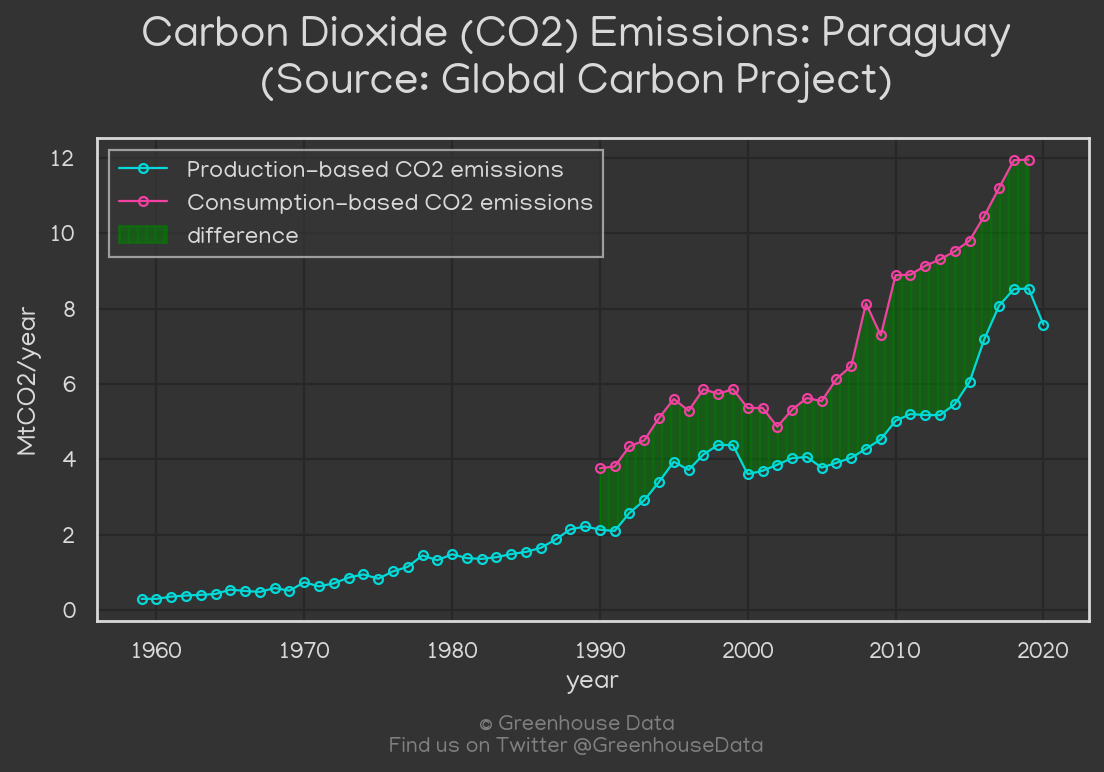 Carbon Dioxide (CO2) Emissions: Paraguay
(Source: Global Carbon Project)
Production-based CO2 emissions
Consumption-based CO2 emissions
difference
MtCO2/year
12
10
8
6
4
2
0
1960 1970 1980 1990 2000 2010 2020
year
© Greenhouse Data
Find us on Twitter @GreenhouseData